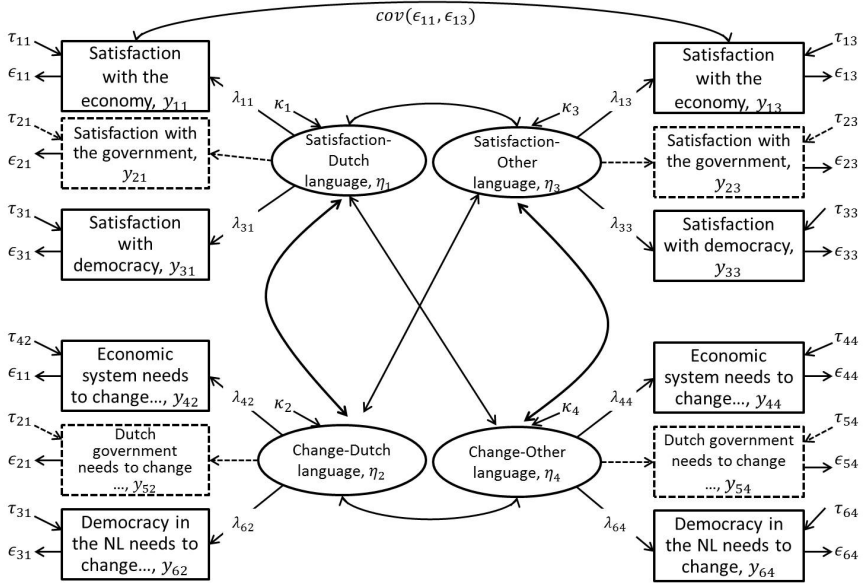 cov(ϵ₁₁, ϵ₁₃)
τ₁₁
ϵ₁₁
Satisfaction
with the
economy, y₁₁
λ₁₁
κ₁
τ₂₁
ϵ₂₁
Satisfaction with
the government,
y₂₁
Satisfaction-
Dutch
language, η₁
τ₃₁
ϵ₃₁
Satisfaction
with
democracy, y₃₁
λ₃₁
τ₁₃
ϵ₁₃
Satisfaction
with the
economy, y₁₃
λ₁₃
κ₃
τ₂₃
ϵ₂₃
Satisfaction with
the government,
y₂₃
Satisfaction-
Other
language, η₃
τ₃₃
ϵ₃₃
Satisfaction
with democracy,
y₃₃
λ₃₃
τ₄₂
ϵ₁₁
Economic
system needs
to change…, y₄₂
λ₄₂
κ₂
τ₂₁
ϵ₂₁
Dutch
government
needs to change
…, y₅₂
Change-Dutch
language, η₂
τ₃₁
ϵ₃₁
Democracy in
the NL needs to
change…, y₆₂
λ₆₂
τ₄₄
ϵ₄₄
Economic
system needs to
change…, y₄₄
λ₄₄
κ₄
τ₅₄
ϵ₅₄
Dutch government
needs to change
…, y₅₄
Change-Other
language, η₄
τ₆₄
ϵ₆₄
Democracy in
the NL needs to
change, y₆₄
λ₆₄